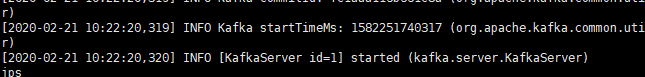 r)
[2020-02-21 10:22:20,319] INFO Kafka startTimeMs: 1582251740317 (org.apache.kafka.common.uti
r)
[2020-02-21 10:22:20,320] INFO [KafkaServer id=1] started (kafka.server.KafkaServer)
jps